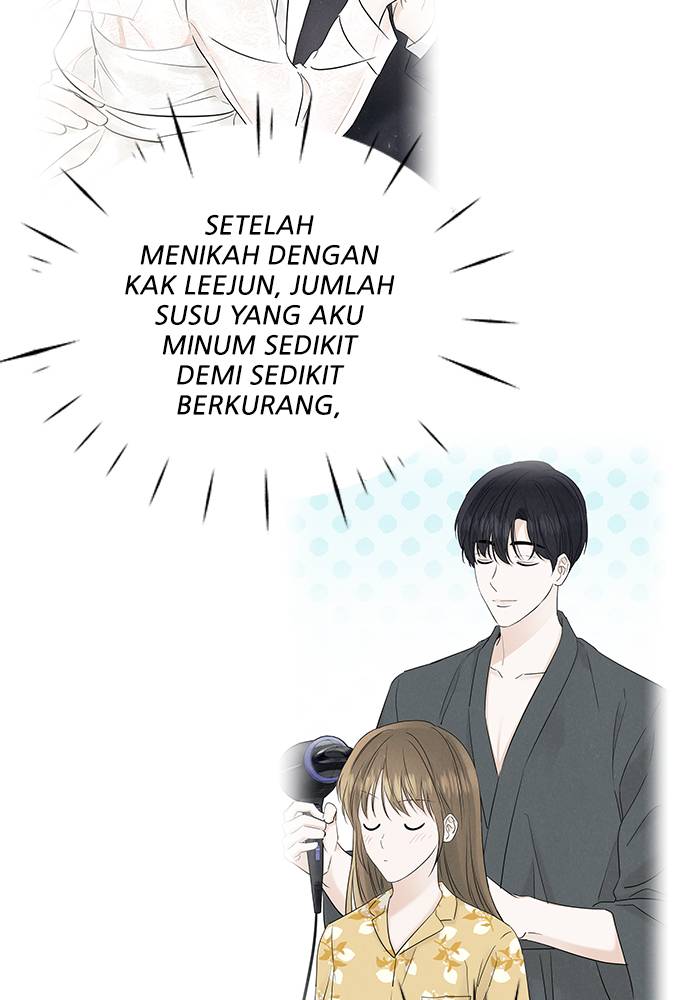 SETELAH
MENIKAH DENGAN
KAK LEEJUN, JUMLAH
SUSU YANG AKU
MINUM SEDIKIT
DEMI SEDIKIT
BERKURANG,